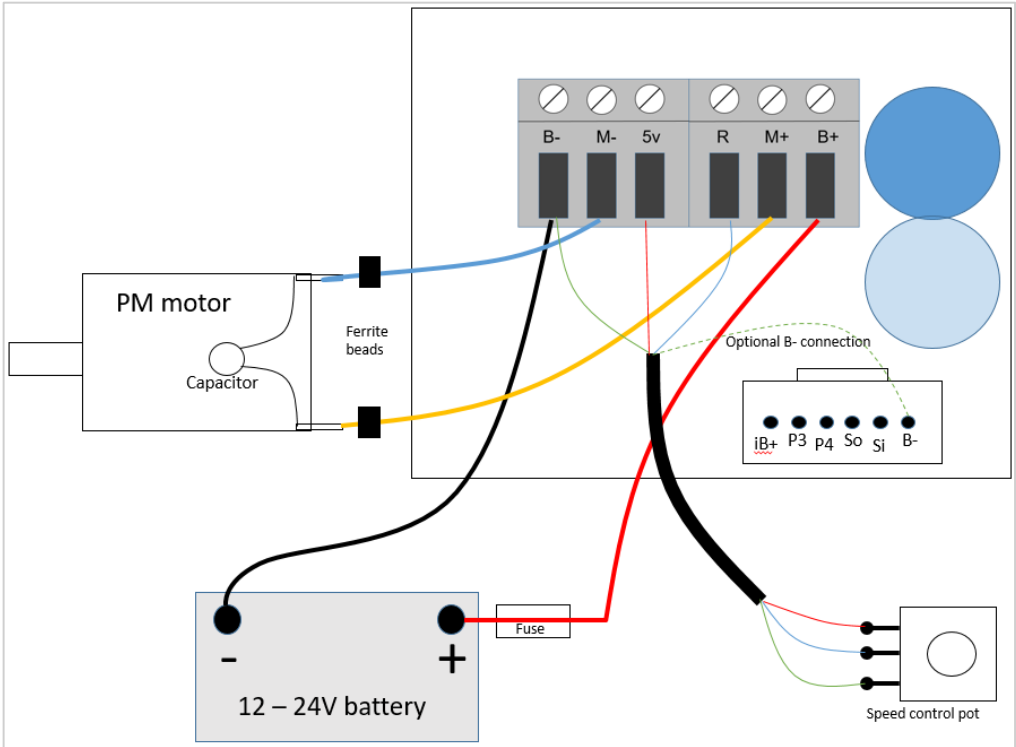 B-
M-
5v
R
M+
B+
PM motor
Capacitor
Ferrite
beads
Optional B- connection
iB+
P3
P4
So
Si
B-
Fuse
-
+
12 – 24V battery
Speed control pot